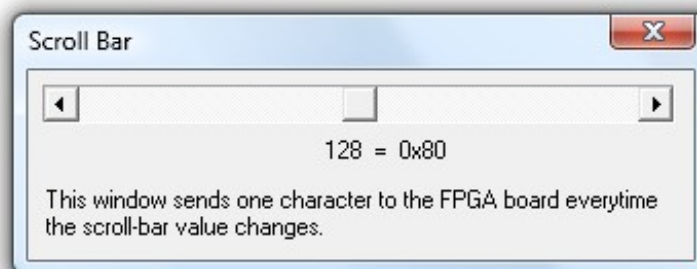 Scroll Bar
128 = 0x80
This window sends one character to the FPGA board everytime
the scroll-bar value changes.